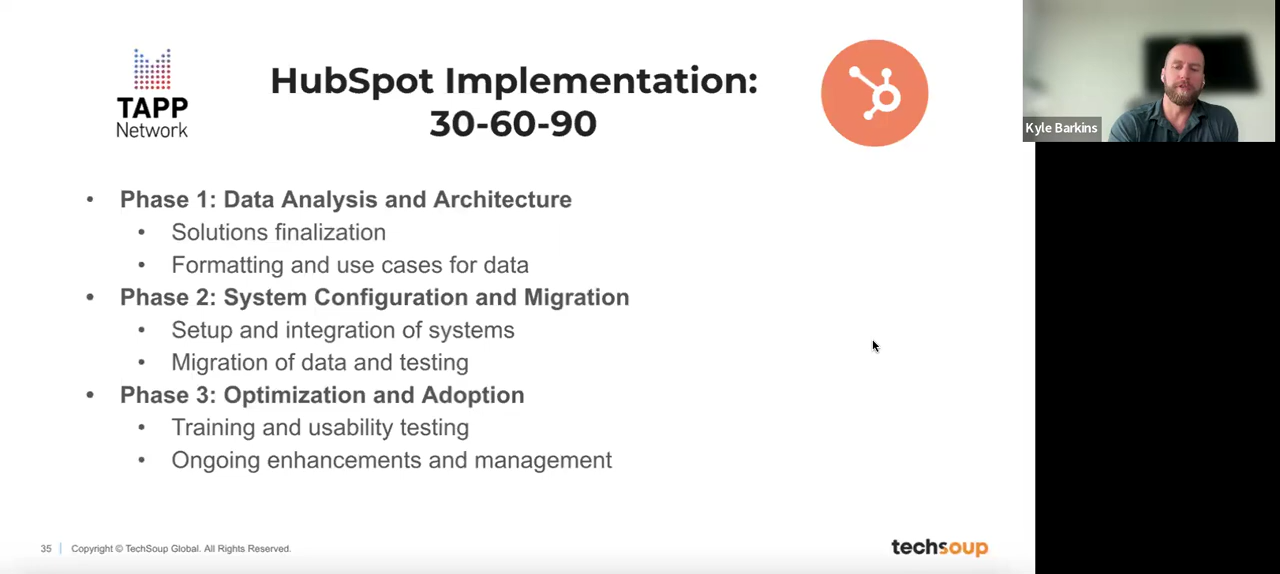 TAPP
Network
HubSpot Implementation:
30-60-90
Kyle Barkins
• Phase 1: Data Analysis and Architecture
• Solutions finalization
• Formatting and use cases for data
• Phase 2: System Configuration and Migration
• Setup and integration of systems
• Migration of data and testing
• Phase 3: Optimization and Adoption
• Training and usability testing
• Ongoing enhancements and management
35 | Copyright © TechSoup Global. All Rights Reserved.
techsoup